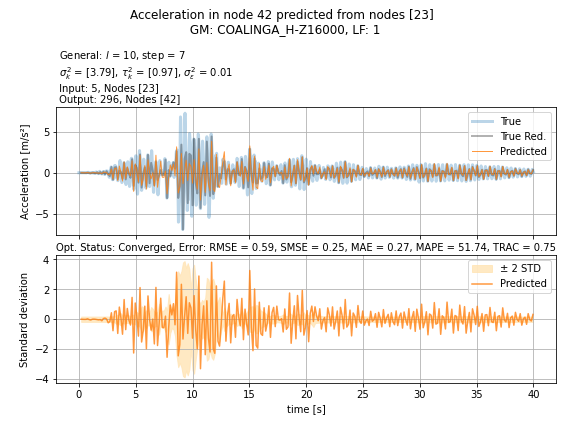 Acceleration in node 42 predicted from nodes [23]
GM: COALINGA_H-Z16000, LF: 1
General: l = 10, step = 7
σ²ₖ = [3.79], τ²ₖ = [0.97], σ²ε = 0.01
Input: 5, Nodes [23]
Output: 296, Nodes [42]
True
True Red.
Predicted
Acceleration [m/s²]
5
0
−5
Opt. Status: Converged, Error: RMSE = 0.59, SMSE = 0.25, MAE = 0.27, MAPE = 51.74, TRAC = 0.75
± 2 STD
Predicted
Standard deviation
4
2
0
−2
−4
0 5 10 15 20 25 30 35 40
time [s]